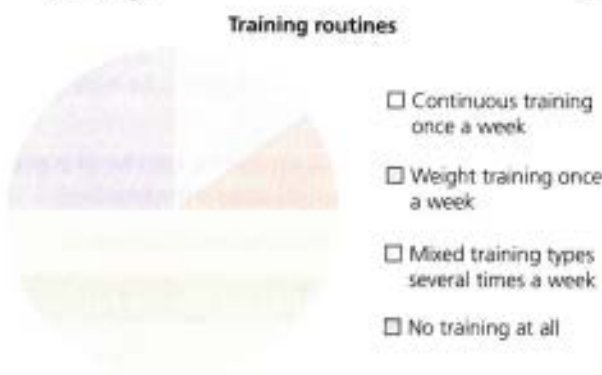 Training routines
☐ Continuous training
once a week
☐ Weight training once
a week
☐ Mixed training types
several times a week
☐ No training at all